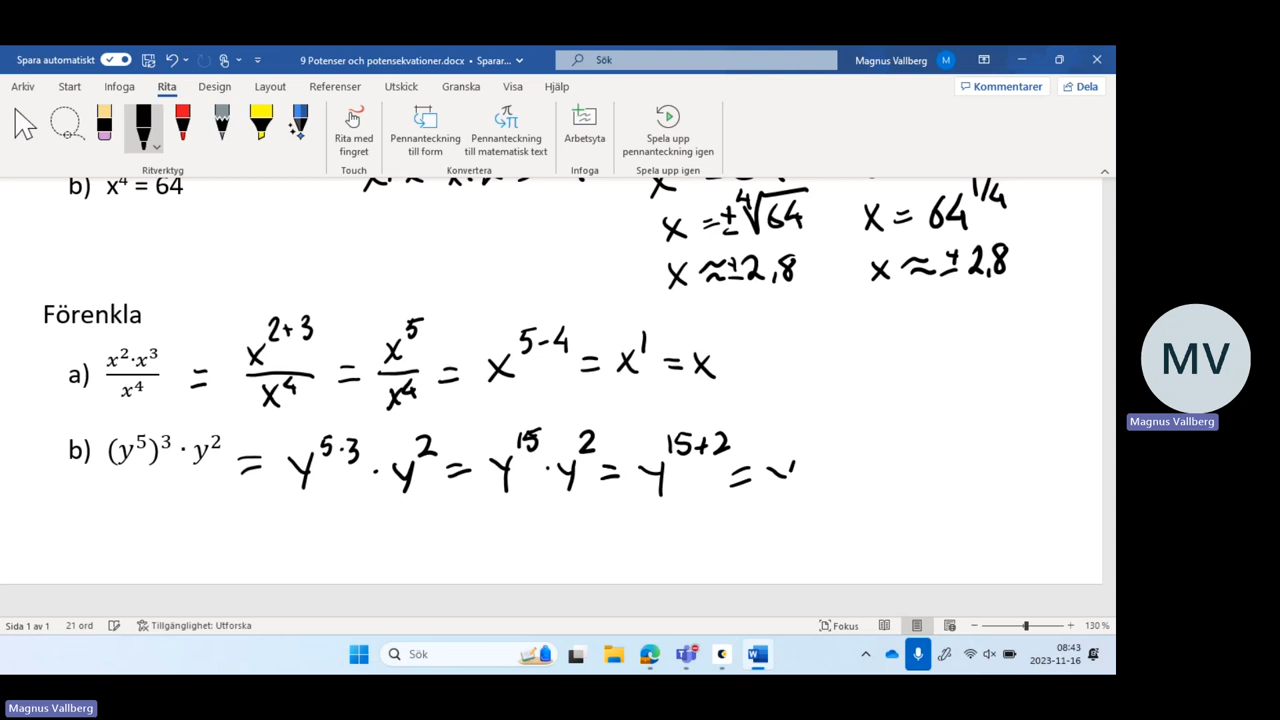 Spara automatiskt
9 Potenser och potensekvationer.docx • Sparar...
Sök
Magnus Vallberg
M
Arkiv Start Infoga Rita Design Layout Referenser Utskick Granska Visa Hjälp
Kommentarer Dela
Rita med fingret
Pennanteckning till form
Pennanteckning till matematisk text
Arbetsyta
Spela upp pennanteckning igen
Ritverktyg Touch Konvertera Infoga Spela upp igen
b) x⁴ = 64
x = ±⁴√64 x = 64^1/4
x ≈ ±2,8 x ≈ ±2,8
Förenkla
a) x²·x³/x⁴ = x^2+3/x⁴ = x⁵/x⁴ = x^5-4 = x¹ = x
b) (y⁵)³ · y² = y^5·3 · y² = y¹⁵ · y² = y^15+2 =
MV
Magnus Vallberg
Sida 1 av 1 21 ord Tillgänglighet: Utforska
Fokus 130 %
Sök
08:43
2023-11-16
Magnus Vallberg